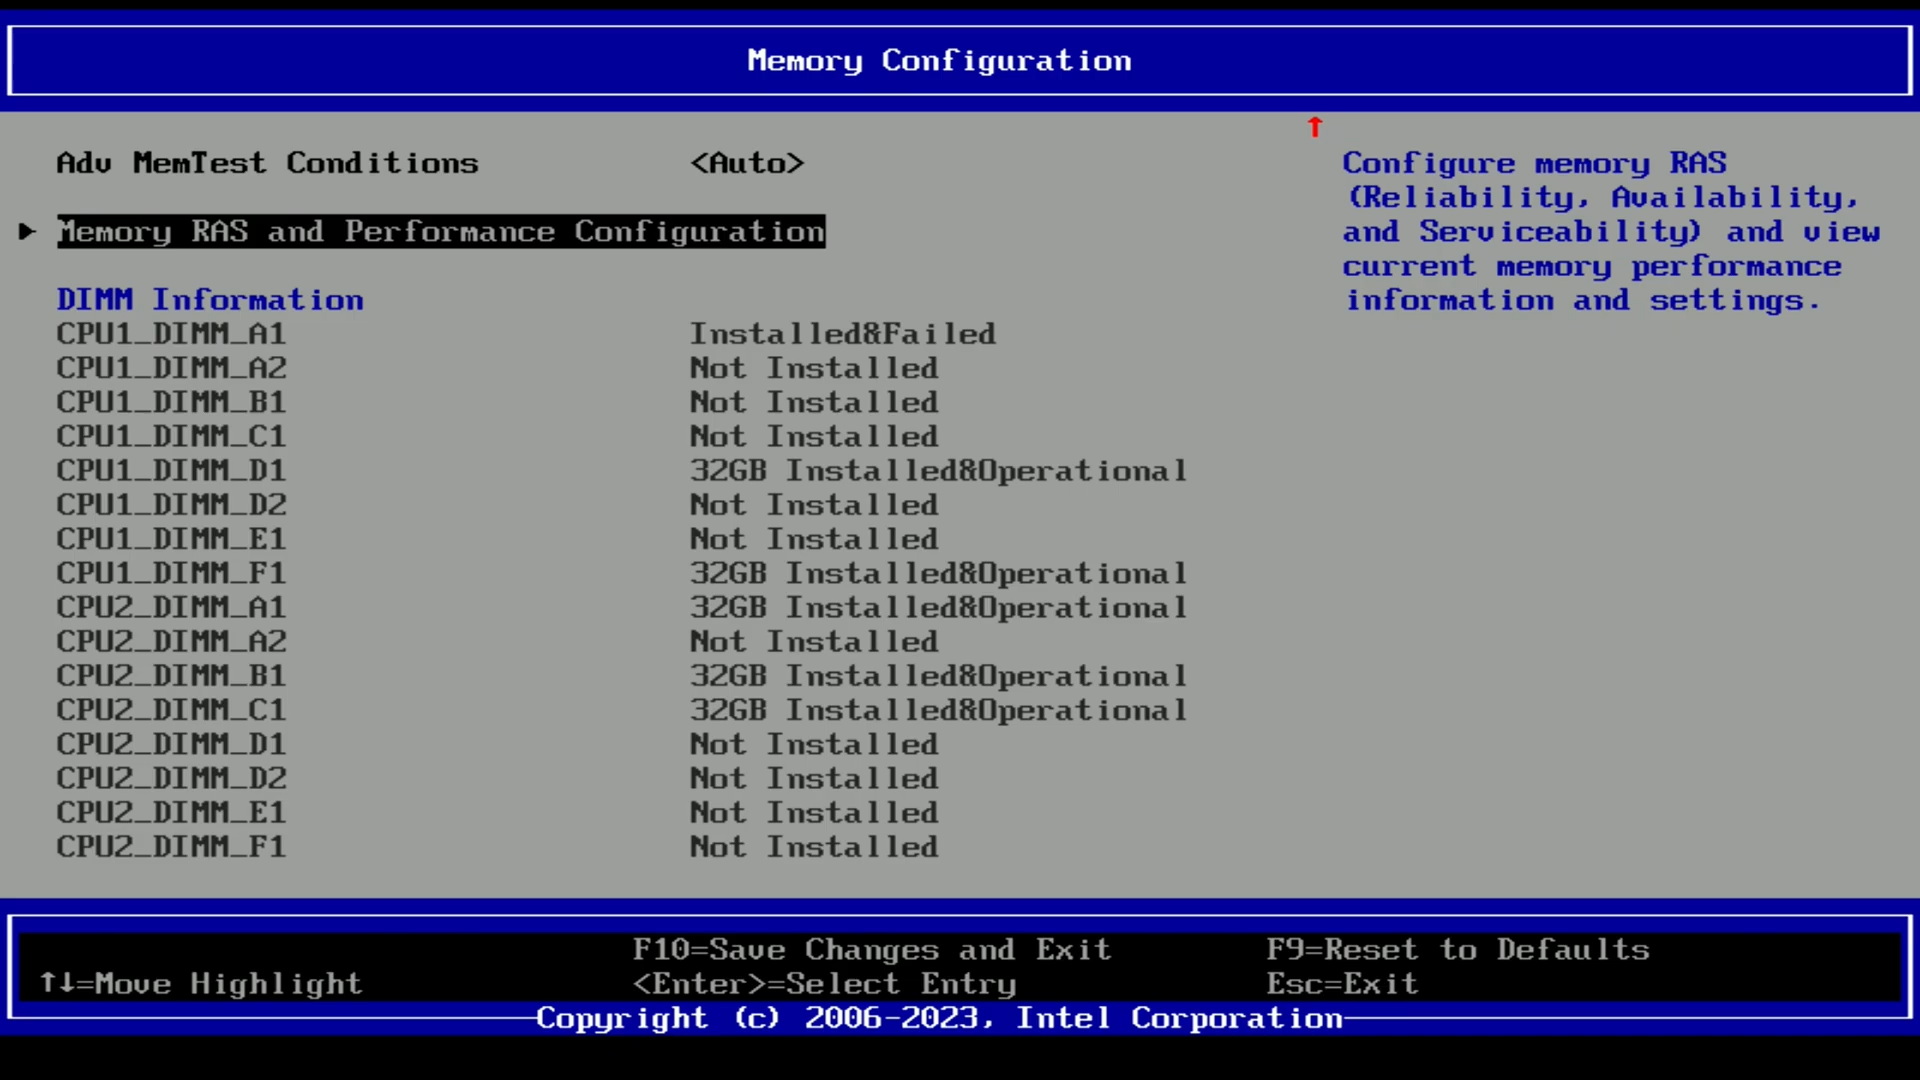 Memory Configuration
↑
Adv MemTest Conditions <Auto>
Configure memory RAS
(Reliability, Availability,
▶ Memory RAS and Performance Configuration
and Serviceability) and view
current memory performance
information and settings.
DIMM Information
CPU1_DIMM_A1 Installed&Failed
CPU1_DIMM_A2 Not Installed
CPU1_DIMM_B1 Not Installed
CPU1_DIMM_C1 Not Installed
CPU1_DIMM_D1 32GB Installed&Operational
CPU1_DIMM_D2 Not Installed
CPU1_DIMM_E1 Not Installed
CPU1_DIMM_F1 32GB Installed&Operational
CPU2_DIMM_A1 32GB Installed&Operational
CPU2_DIMM_A2 Not Installed
CPU2_DIMM_B1 32GB Installed&Operational
CPU2_DIMM_C1 32GB Installed&Operational
CPU2_DIMM_D1 Not Installed
CPU2_DIMM_D2 Not Installed
CPU2_DIMM_E1 Not Installed
CPU2_DIMM_F1 Not Installed
F10=Save Changes and Exit F9=Reset to Defaults
↑↓=Move Highlight <Enter>=Select Entry Esc=Exit
Copyright (c) 2006-2023, Intel Corporation